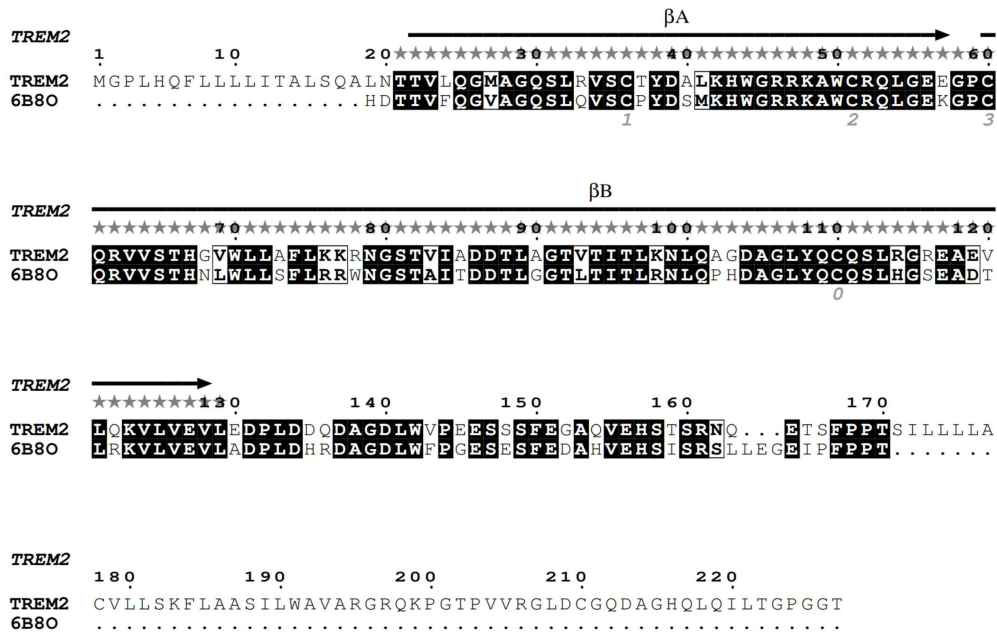 βA
TREM2
1 10 20 30 40 50 60
TREM2 MGPLHQFLLLLITALSQALNTTVLQGMAGQSLRVSCTYDALKHWGRRKAWCRQLGEEGPC
6B8O ..................HDTTVFQGVAGQSLQVSCPYDSMKHWGRRKAWCRQLGEKGPC
1 2 3
βB
TREM2
70 80 90 100 110 120
TREM2 QRVVSTHGVWLLAFLKKRNGSTVIADDTLAGTVTITLKNLQAGDAGLYQCQSLRGREAEV
6B8O QRVVSTHNLWLLSFLRRWNGSTAITDDTLGGTLTITLRNLQPHDAGLYQCQSLHGSEADT
0
TREM2
130 140 150 160 170
TREM2 LQKVLVEVLEDPLDDQDAGDLWVPEESSSFEGAQVEHSTSRNQ...ETSFPPTSILLLLA
6B8O LRKVLVEVLADPLDHRDAGDLWFPGESESFEDAHVEHSISRSLLEGEIPFPPT.......
TREM2
180 190 200 210 220
TREM2 CVLLSKFLAASILWAVARGRQKPGTPVVRGLDCGQDAGHQLQILTGPGGT
6B8O ..................................................